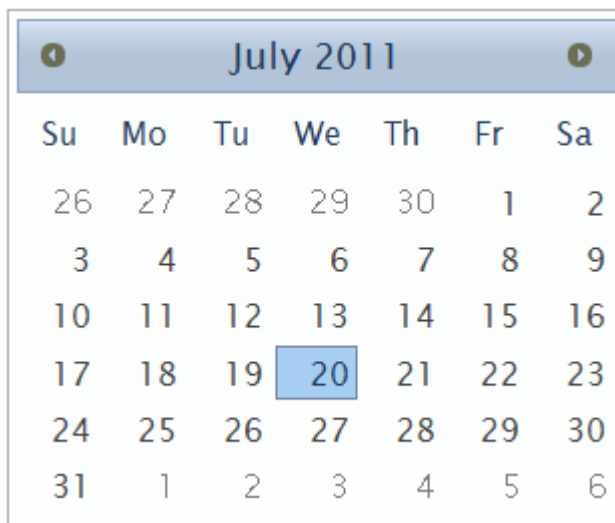 July 2011
Su Mo Tu We Th Fr Sa
26 27 28 29 30 1 2
3 4 5 6 7 8 9
10 11 12 13 14 15 16
17 18 19 20 21 22 23
24 25 26 27 28 29 30
31 1 2 3 4 5 6